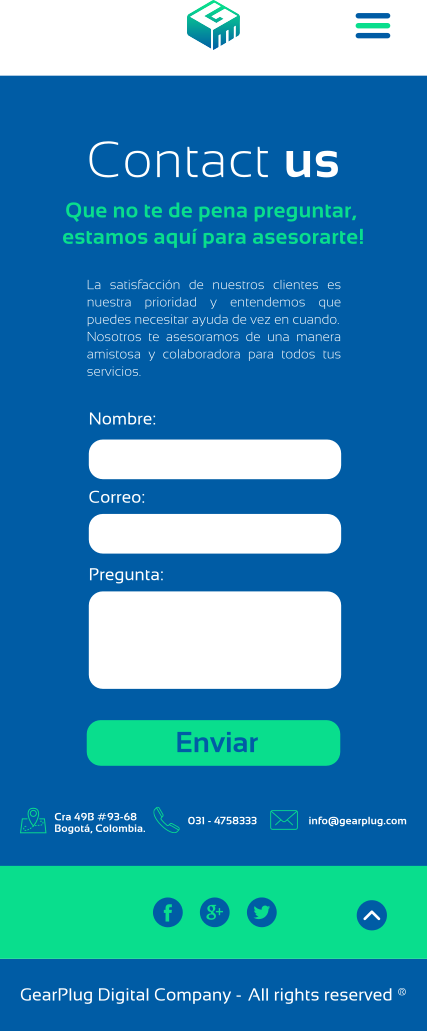 Contact us
Que no te de pena preguntar,
estamos aquí para asesorarte!
La satisfacción de nuestros clientes es
nuestra prioridad y entendemos que
puedes necesitar ayuda de vez en cuando.
Nosotros te asesoramos de una manera
amistosa y colaboradora para todos tus
servicios.
Nombre:
Correo:
Pregunta:
Enviar
Cra 49B #93-68
Bogotá, Colombia.
031 - 4758333
info@gearplug.com
GearPlug Digital Company - All rights reserved ®